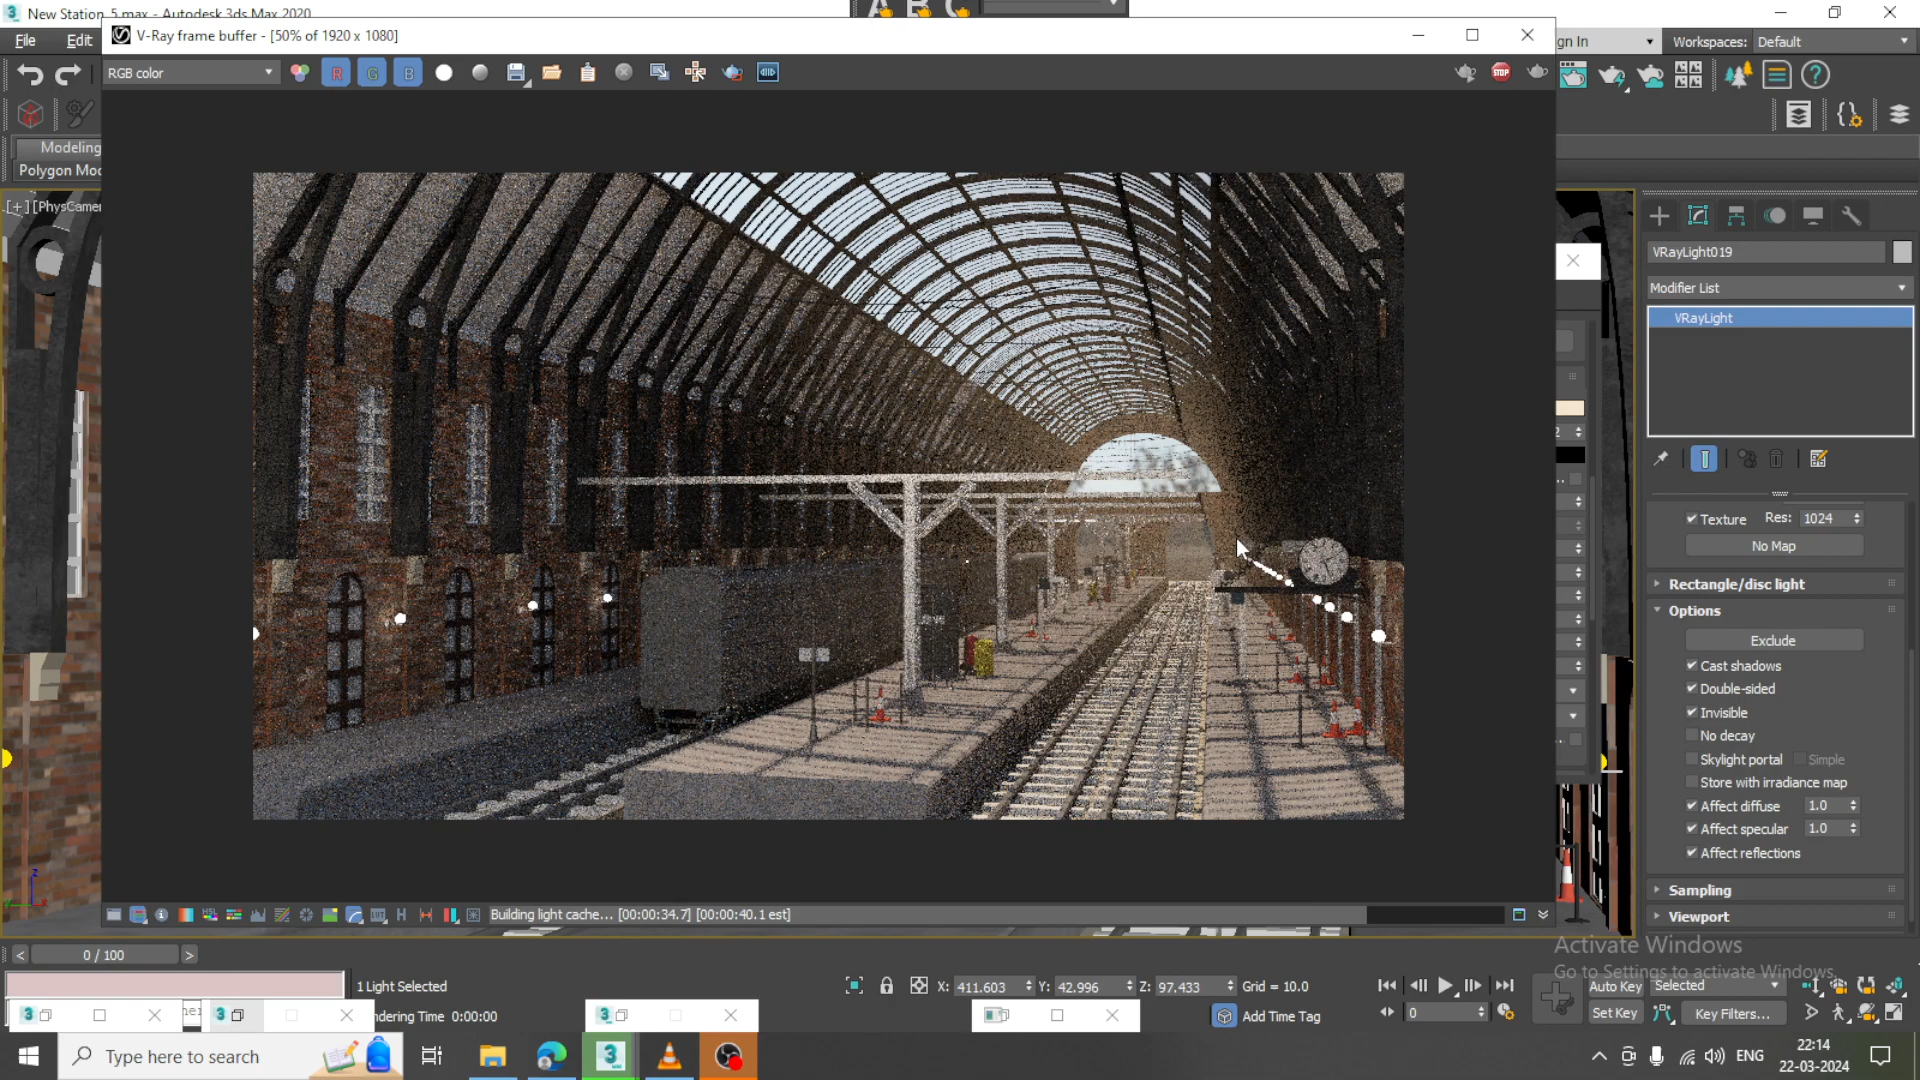 New Station_5.max - Autodesk 3ds Max 2020
V-Ray frame buffer - [50% of 1920 x 1080]
File
Edit
gn In
Workspaces: Default
RGB color
R
G
B
STOP
Modeling
Polygon Mo
[+] [PhysCamer
VRayLight019
Modifier List
VRayLight
Texture Res: 1024
No Map
Rectangle/disc light
Options
Exclude
Cast shadows
Double-sided
Invisible
No decay
Skylight portal Simple
Store with irradiance map
Affect diffuse 1.0
Affect specular 1.0
Affect reflections
Sampling
Viewport
Building light cache... [00:00:34.7] [00:00:40.1 est]
Activate Windows
Go to Settings to activate Windows.
0 / 100
1 Light Selected
X: 411.603 Y: 42.996 Z: 97.433 Grid = 10.0
Auto Key Selected
ndering Time 0:00:00
Add Time Tag
0
Set Key Key Filters...
Type here to search
ENG
22:14
22-03-2024